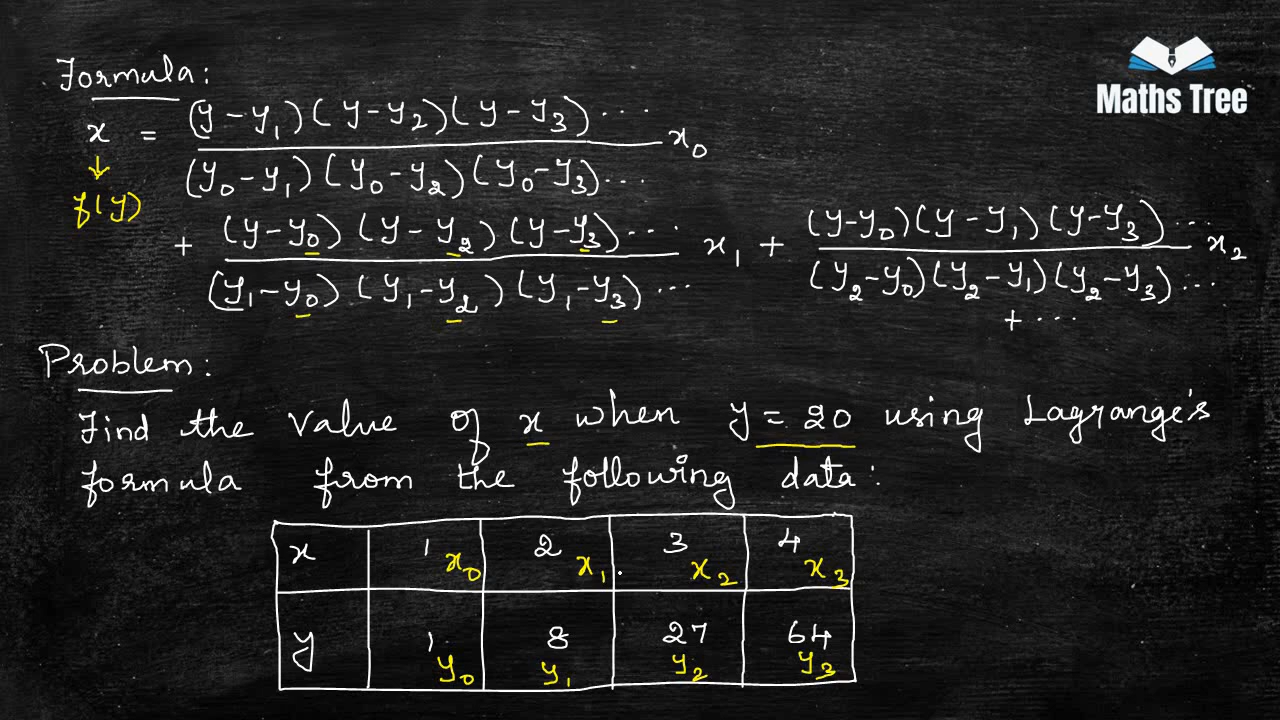 Maths Tree
Formula:
x = (y-y₁)(y-y₂)(y-y₃)... / (y₀-y₁)(y₀-y₂)(y₀-y₃)... x₀
↓
f(y)
+ (y-y₀)(y-y₂)(y-y₃)... / (y₁-y₀)(y₁-y₂)(y₁-y₃)... x₁ + (y-y₀)(y-y₁)(y-y₃)... / (y₂-y₀)(y₂-y₁)(y₂-y₃)... x₂
+ ...
Problem:
Find the value of x when y = 20 using Lagrange's
formula from the following data:
x 1 x₀ 2 x₁ 3 x₂ 4 x₃
y 1 y₀ 8 y₁ 27 y₂ 64 y₃